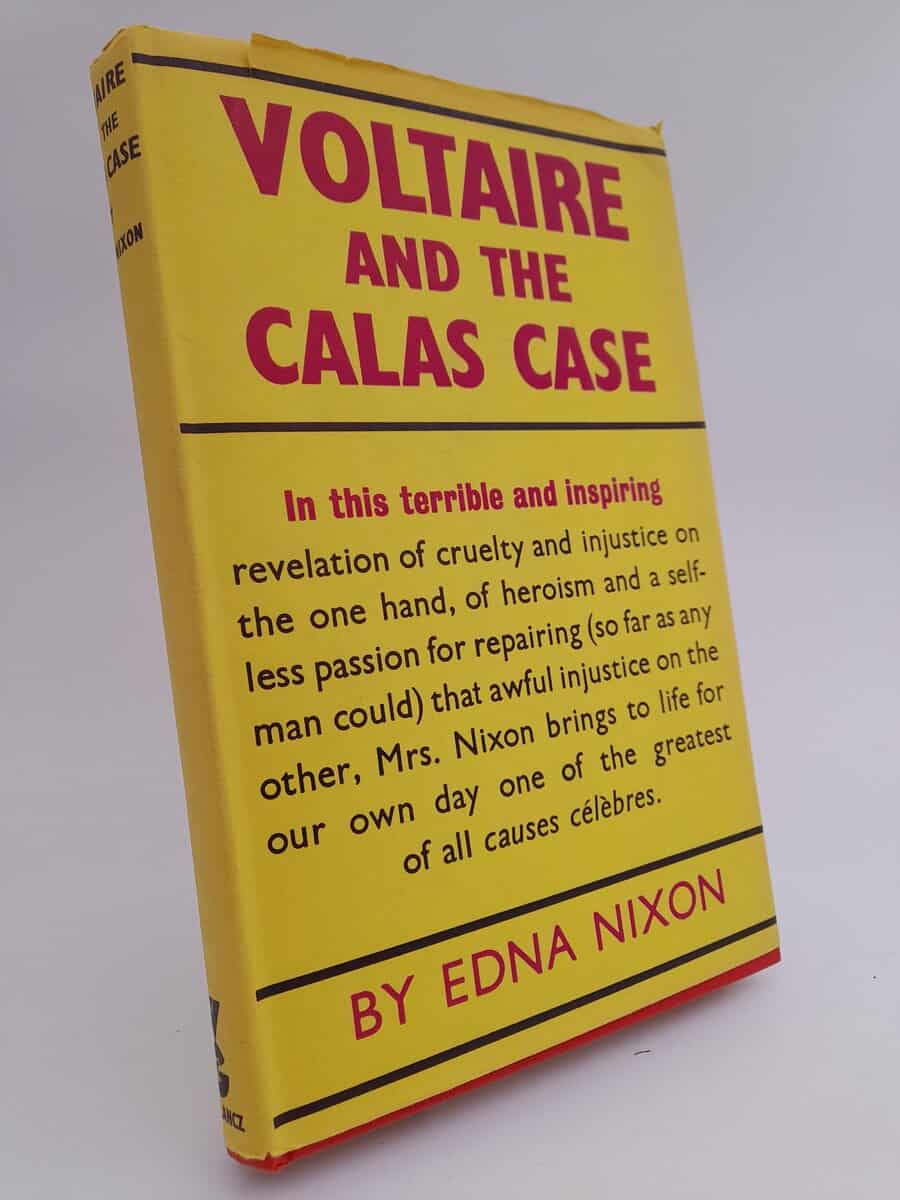 VOLTAIRE
AND THE
CALAS CASE
In this terrible and inspiring
revelation of cruelty and injustice on
the one hand, of heroism and a self-
less passion for repairing (so far as any
man could) that awful injustice on the
other, Mrs. Nixon brings to life for
our own day one of the greatest
of all causes célèbres.
BY EDNA NIXON
AIRE
THE
CASE
NIXON
ANCZ